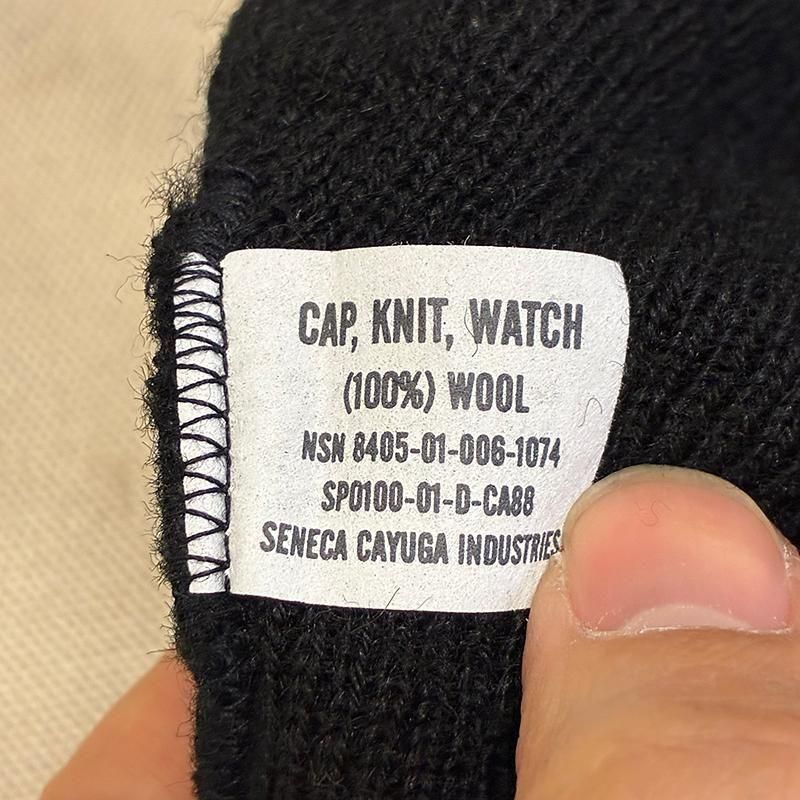 CAP, KNIT, WATCH
(100%) WOOL
NSN 8405-01-006-1074
SP0100-01-D-CA88
SENECA CAYUGA INDUSTRIES